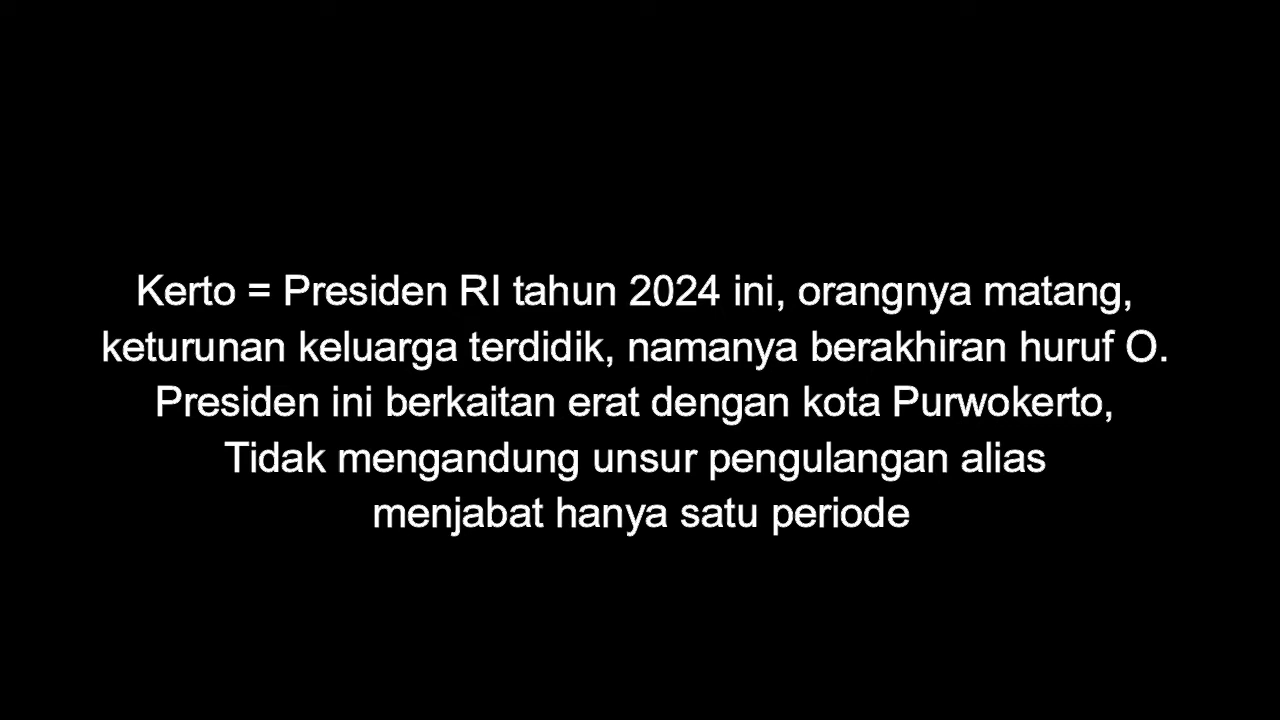 Kerto = Presiden RI tahun 2024 ini, orangnya matang,
keturunan keluarga terdidik, namanya berakhiran huruf O.
Presiden ini berkaitan erat dengan kota Purwokerto,
Tidak mengandung unsur pengulangan alias
menjabat hanya satu periode